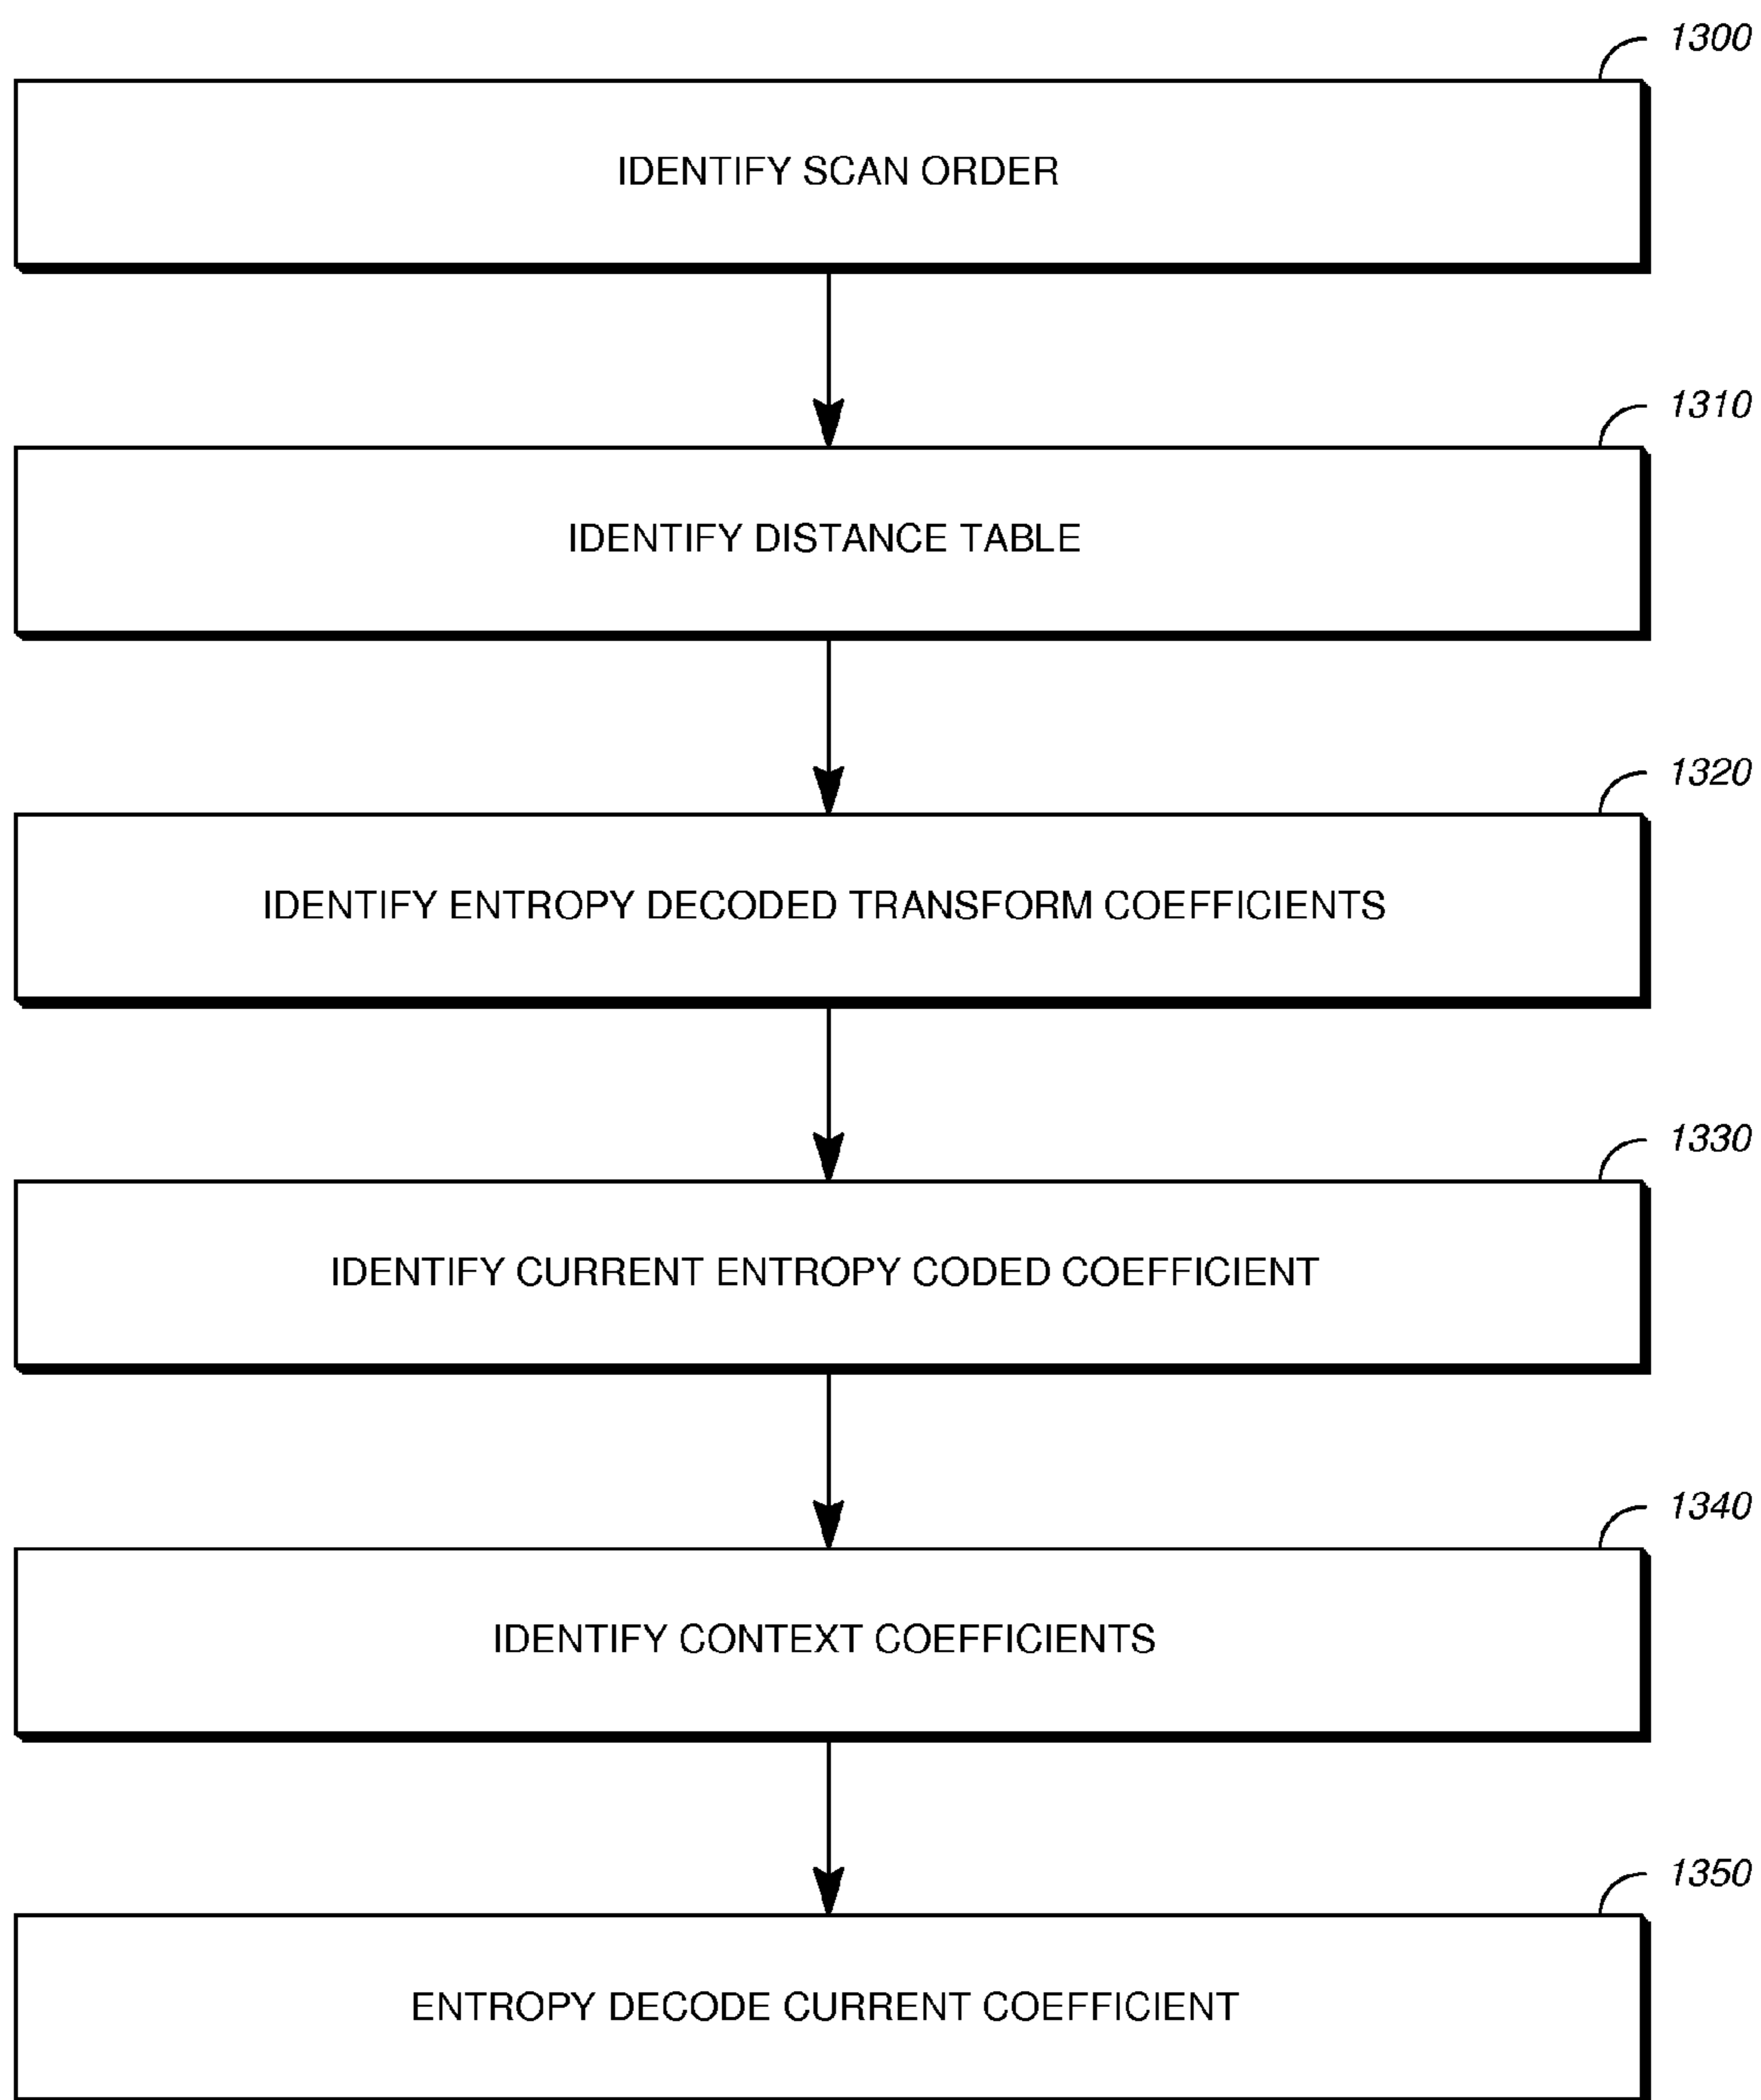 1300
IDENTIFY SCAN ORDER
1310
IDENTIFY DISTANCE TABLE
1320
IDENTIFY ENTROPY DECODED TRANSFORM COEFFICIENTS
1330
IDENTIFY CURRENT ENTROPY CODED COEFFICIENT
1340
IDENTIFY CONTEXT COEFFICIENTS
1350
ENTROPY DECODE CURRENT COEFFICIENT